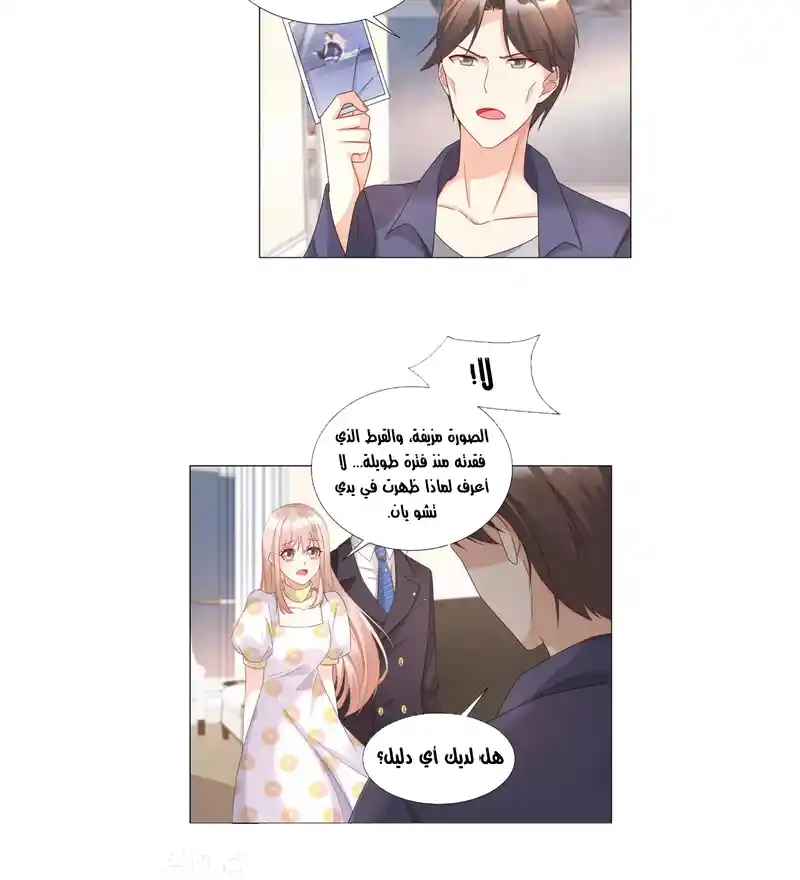 لا!
الصورة مزيفة، والقرط الذي
فقدته منذ فترة طويلة... لا
أعرف لماذا ظهرت في يدي
تشو يان.
هل لديك أي دليل؟